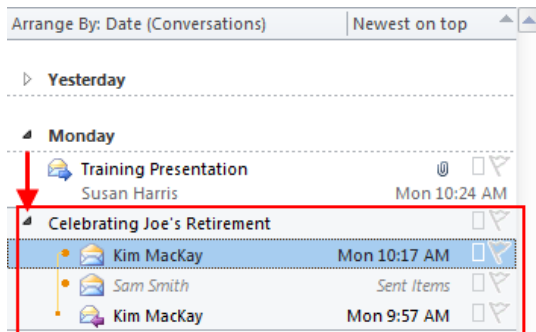 Arrange By: Date (Conversations) Newest on top
Yesterday
Monday
Training Presentation
Susan Harris Mon 10:24 AM
Celebrating Joe's Retirement
Kim MacKay Mon 10:17 AM
Sam Smith Sent Items
Kim MacKay Mon 9:57 AM